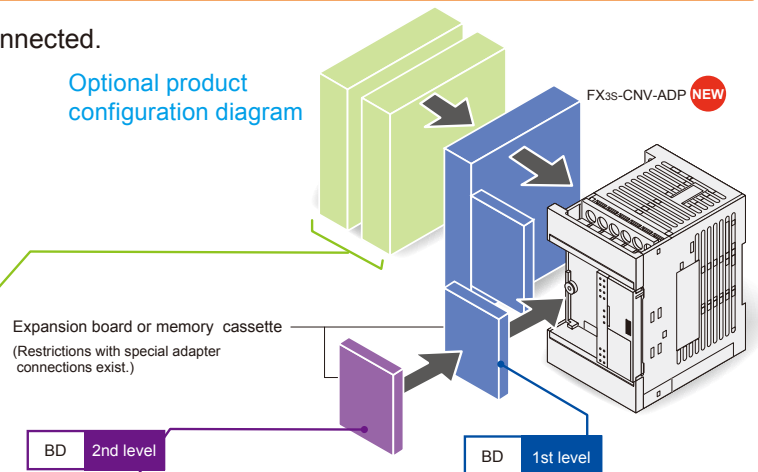 nnected.
Optional product
configuration diagram
FX3S-CNV-ADP NEW
Expansion board or memory cassette
(Restrictions with special adapter
connections exist.)
BD 2nd level
BD 1st level